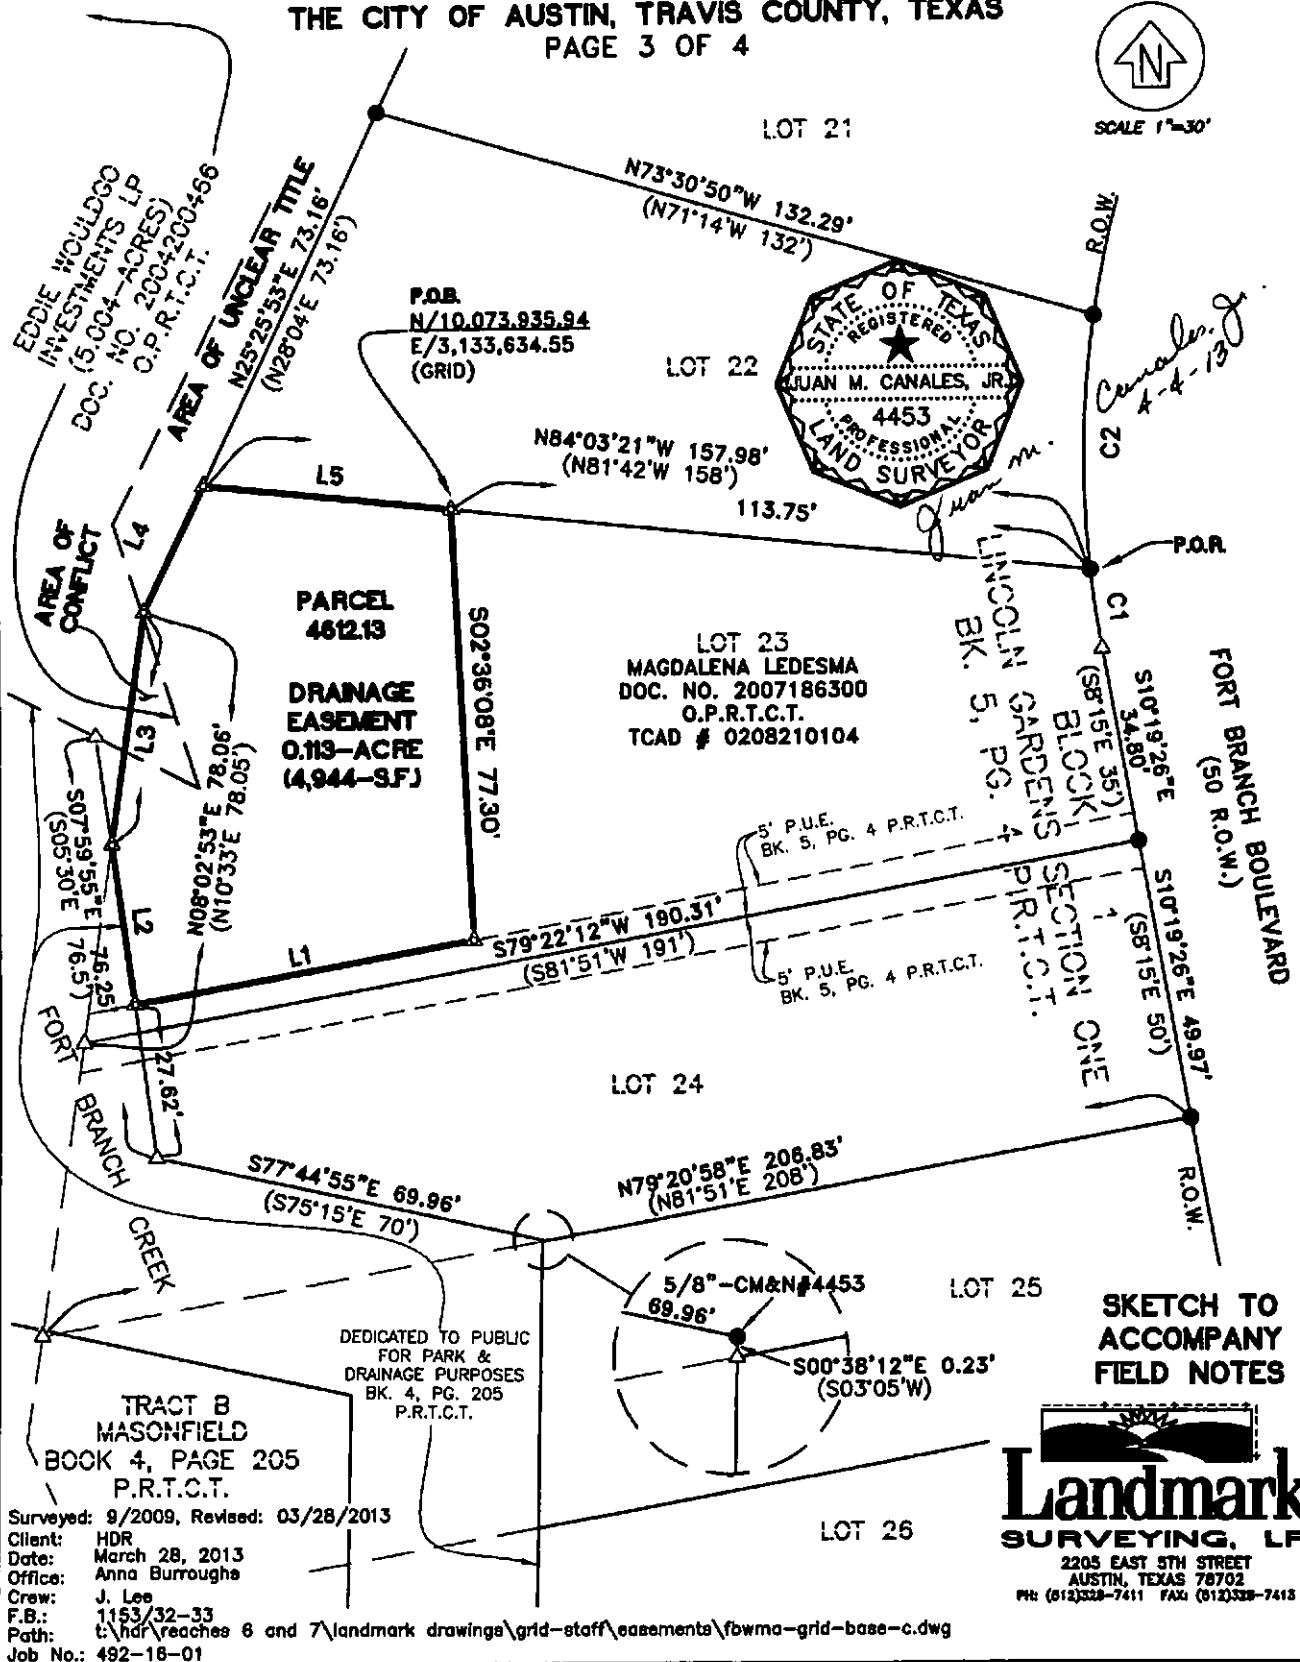 THE CITY OF AUSTIN, TRAVIS COUNTY, TEXAS
PAGE 3 OF 4
N
SCALE 1"=30'
LOT 21
N73°30'50"W 132.29'
(N71°14'W 132')
R.O.W.
EDDIE WOULDGO
INVESTMENTS LP
(5.004-ACRES)
DOC. NO. 2004200466
O.P.R.T.C.T.
AREA OF UNCLEAR TITLE
N25°25'53"E 73.16'
(N28°04'E 73.16')
P.O.B.
N/10,073,935.94
E/3,133,634.55
(GRID)
LOT 22
STATE OF TEXAS
REGISTERED
JUAN M. CANALES, JR.
4453
PROFESSIONAL
LAND SURVEYOR
Juan M. Canales, Jr.
4-4-13
C2
N84°03'21"W 157.98'
(N81°42'W 158')
113.75'
L5
L4
P.O.R.
C1
AREA OF
CONFLICT
PARCEL
4612.13
DRAINAGE
EASEMENT
0.113-ACRE
(4,944-S.F.)
S02°36'08"E 77.30'
LOT 23
MAGDALENA LEDESMA
DOC. NO. 2007186300
O.P.R.T.C.T.
TCAD # 0208210104
LINCOLN GARDENS SECTION ONE
BK. 5, PG. 4 P.R.T.C.T.
BLOCK 1
S10°19'26"E
34.80'
(S8°15'E 35')
FORT BRANCH BOULEVARD
(50 R.O.W.)
L3
N08°02'53"E 78.06'
(N10°33'E 78.05')
S07°59'55"E 76.25'
(S05°30'E 76.5')
L2
L1
5' P.U.E.
BK. 5, PG. 4 P.R.T.C.T.
S79°22'12"W 190.31'
(S81°51'W 191')
5' P.U.E.
BK. 5, PG. 4 P.R.T.C.T.
S10°19'26"E 49.97'
(S8°15'E 50')
27.62'
LOT 24
FORT
BRANCH
CREEK
S77°44'55"E 69.96'
(S75°15'E 70')
N79°20'58"E 206.83'
(N81°51'E 208')
R.O.W.
5/8"-CM&N#4453
69.96'
S00°38'12"E 0.23'
(S03°05'W)
LOT 25
DEDICATED TO PUBLIC
FOR PARK &
DRAINAGE PURPOSES
BK. 4, PG. 205
P.R.T.C.T.
SKETCH TO
ACCOMPANY
FIELD NOTES
TRACT B
MASONFIELD
BOOK 4, PAGE 205
P.R.T.C.T.
LOT 26
Landmark
SURVEYING, LP
2205 EAST 5TH STREET
AUSTIN, TEXAS 78702
PH: (512)328-7411 FAX: (512)328-7413
Surveyed: 9/2009, Revised: 03/28/2013
Client: HDR
Date: March 28, 2013
Office: Anna Burroughs
Crew: J. Lee
F.B.: 1153/32-33
Path: t:\hdr\reaches 6 and 7\landmark drawings\grid-staff\easements\fbwma-grid-base-c.dwg
Job No.: 492-16-01